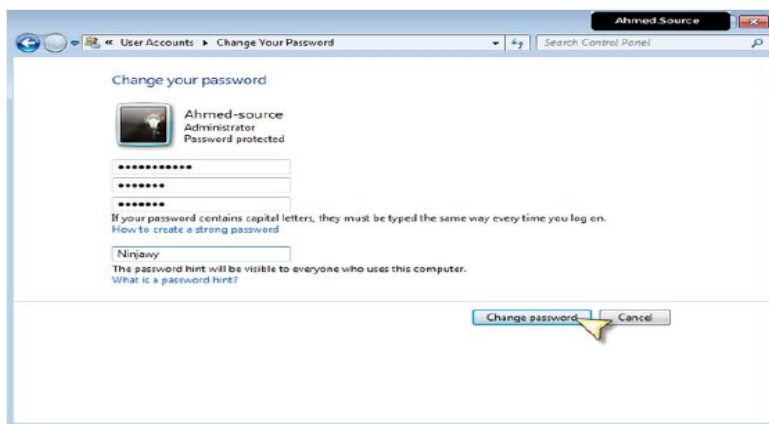 Ahmed.Source
« User Accounts ▸ Change Your Password
Search Control Panel
Change your password
Ahmed-source
Administrator
Password protected
•••••••••••
•••••••
•••••••
If your password contains capital letters, they must be typed the same way every time you log on.
How to create a strong password
Ninjawy
The password hint will be visible to everyone who uses this computer.
What is a password hint?
Change password
Cancel